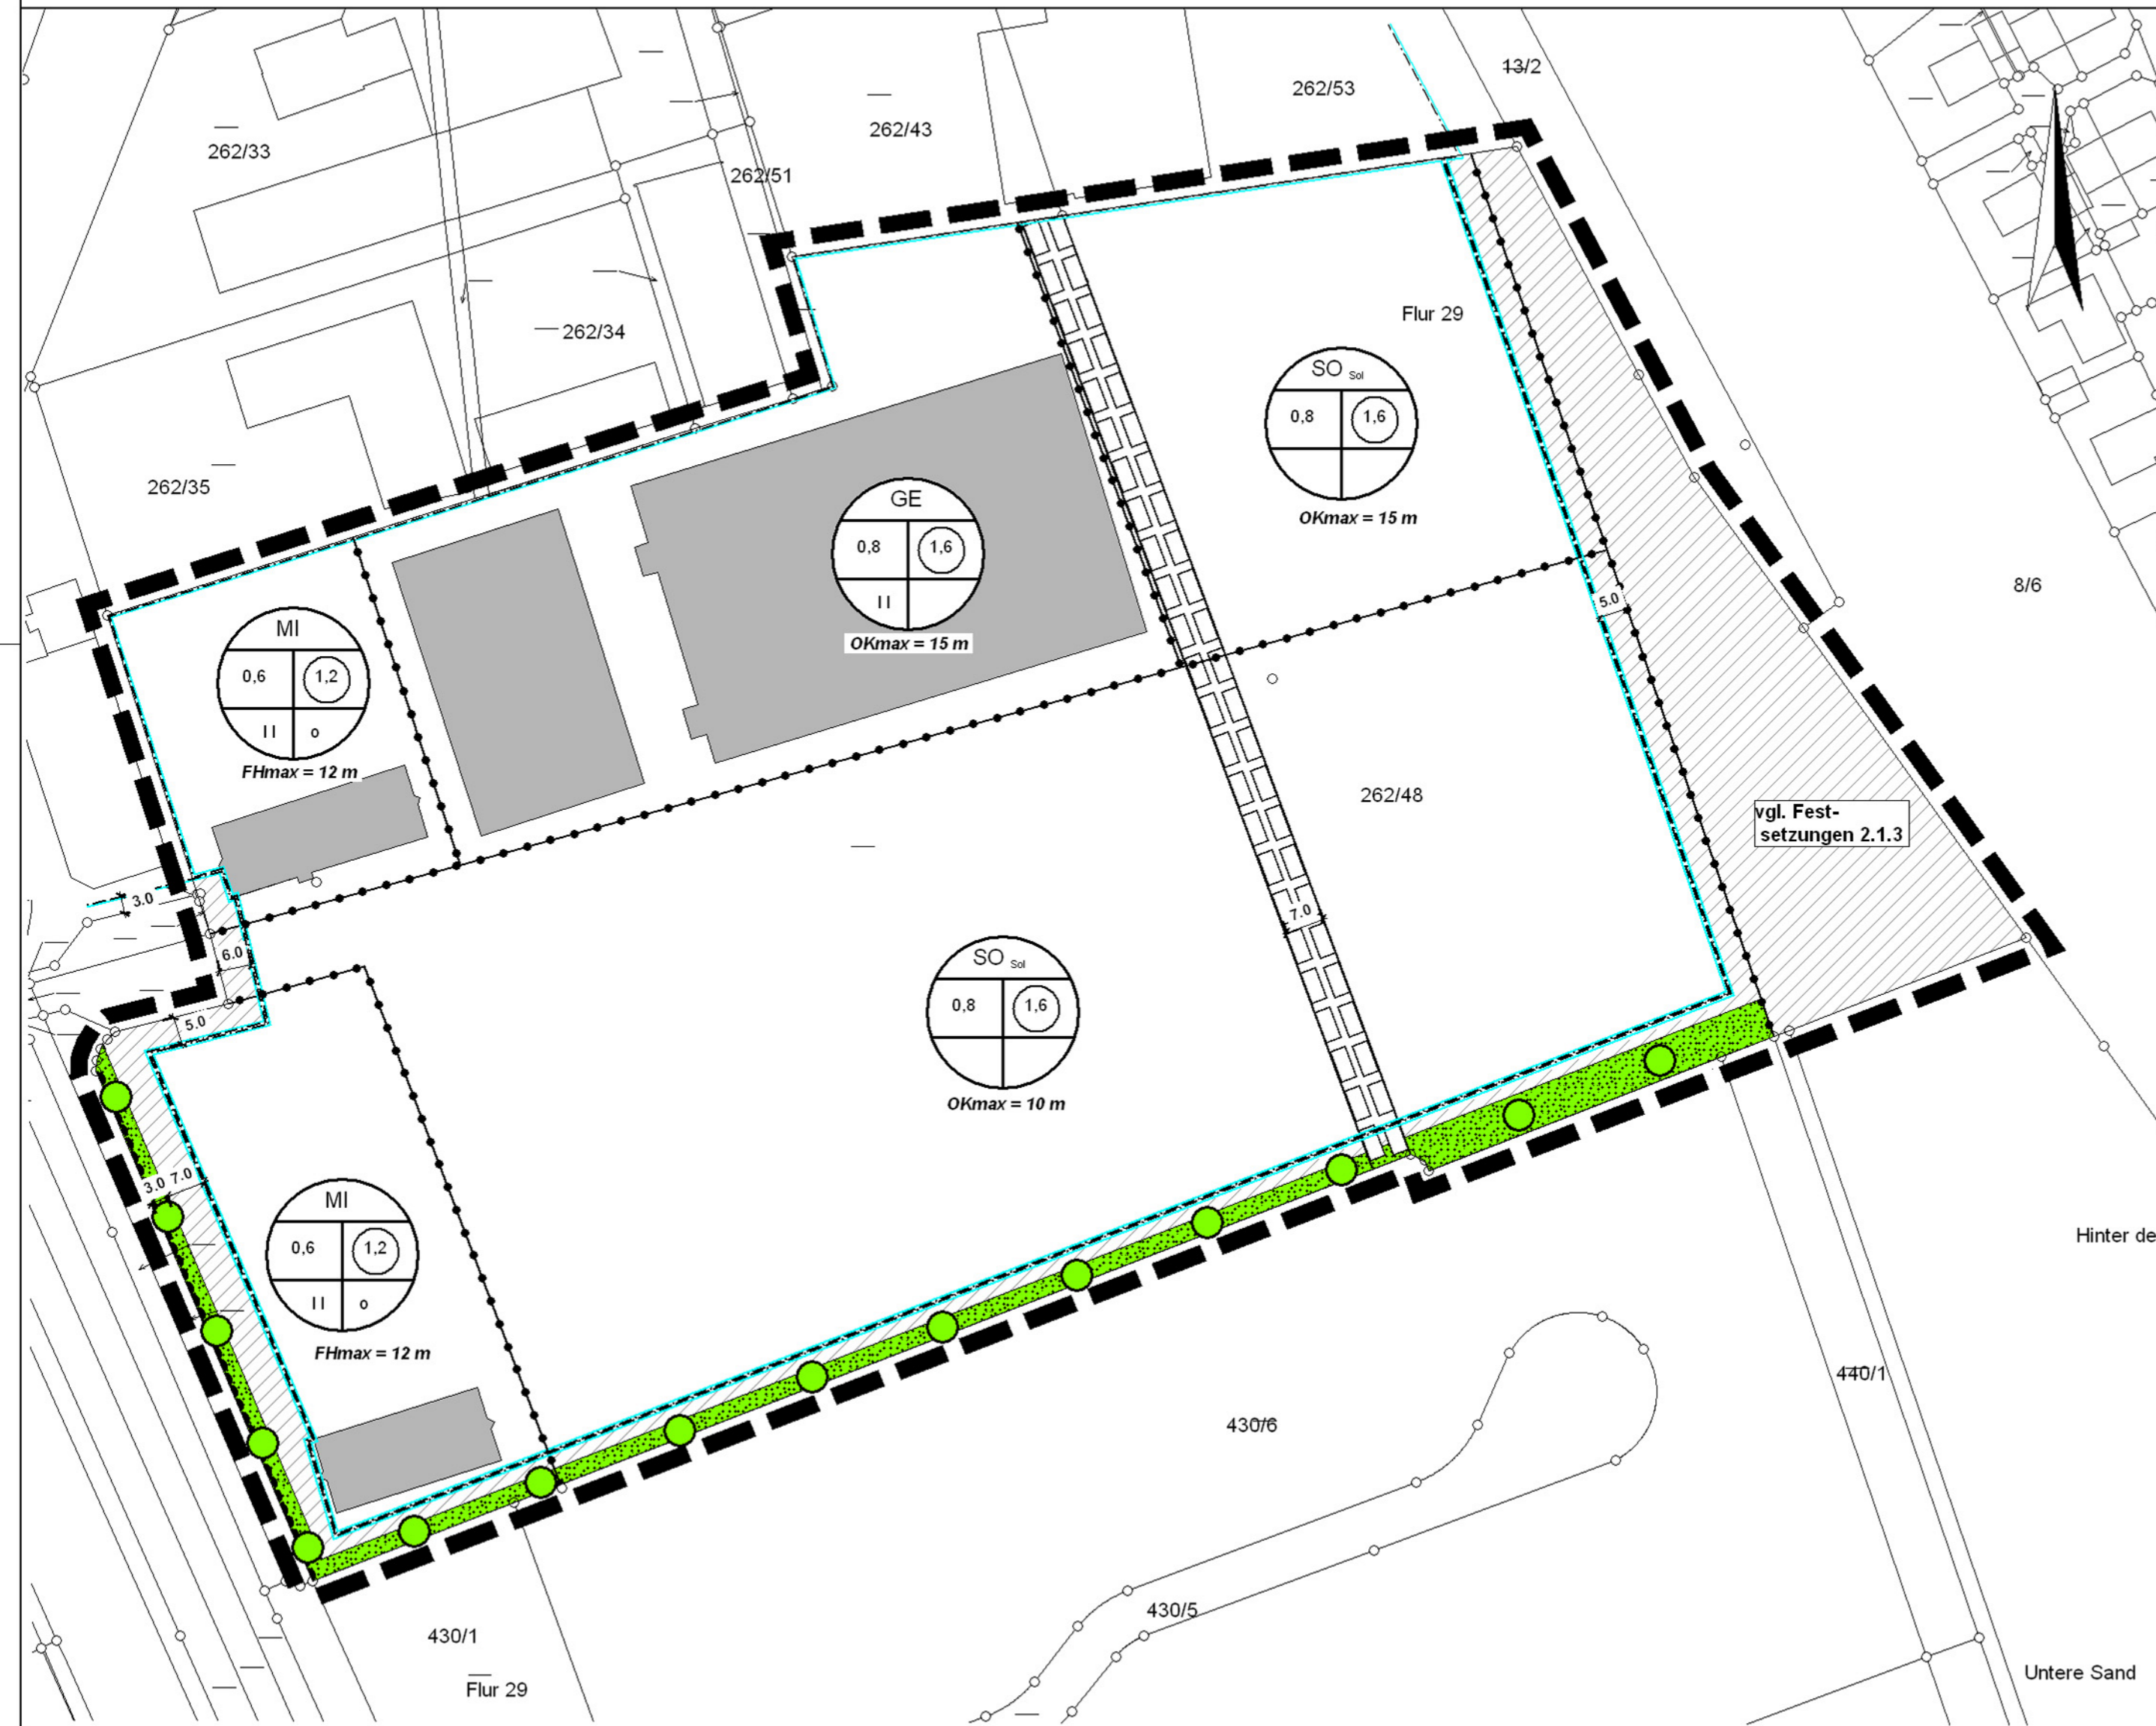 13/2
262/53
262/43
262/33
262/51
Flur 29
262/34
SO Sol
0,8
1,6
OKmax = 15 m
262/35
GE
0,8
1,6
II
OKmax = 15 m
8/6
5.0
MI
0,6
1,2
II
o
FHmax = 12 m
262/48
vgl. Fest-
setzungen 2.1.3
3.0
7.0
6.0
5.0
SO Sol
0,8
1,6
OKmax = 10 m
3.0
7.0
MI
0,6
1,2
II
o
FHmax = 12 m
Hinter de
440/1
430/6
430/5
430/1
Untere Sand
Flur 29